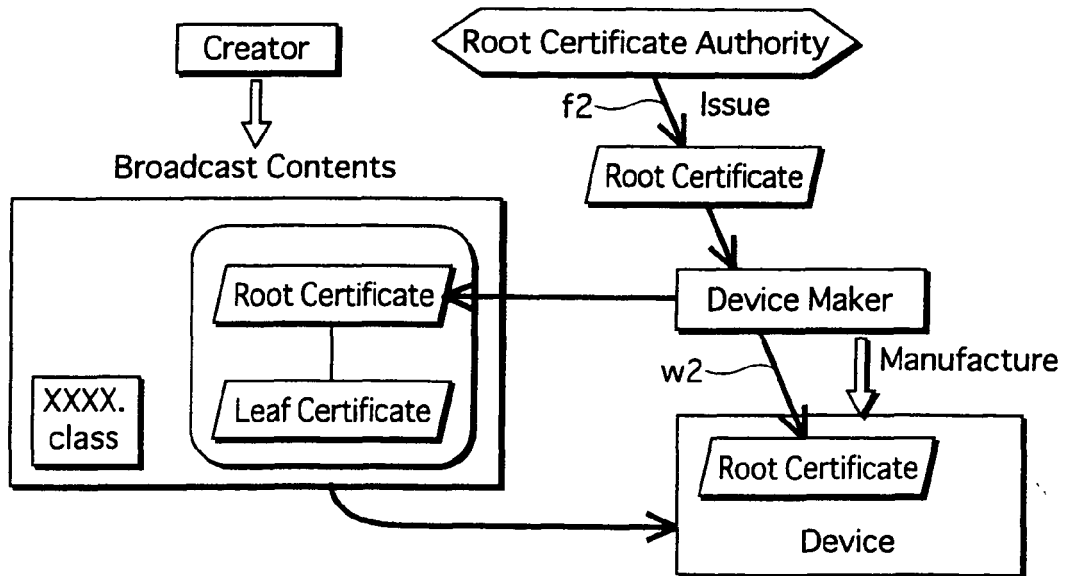 Creator
Root Certificate Authority
f2
Issue
Broadcast Contents
Root Certificate
Root Certificate
Device Maker
w2
Manufacture
XXXX.
class
Leaf Certificate
Root Certificate
Device